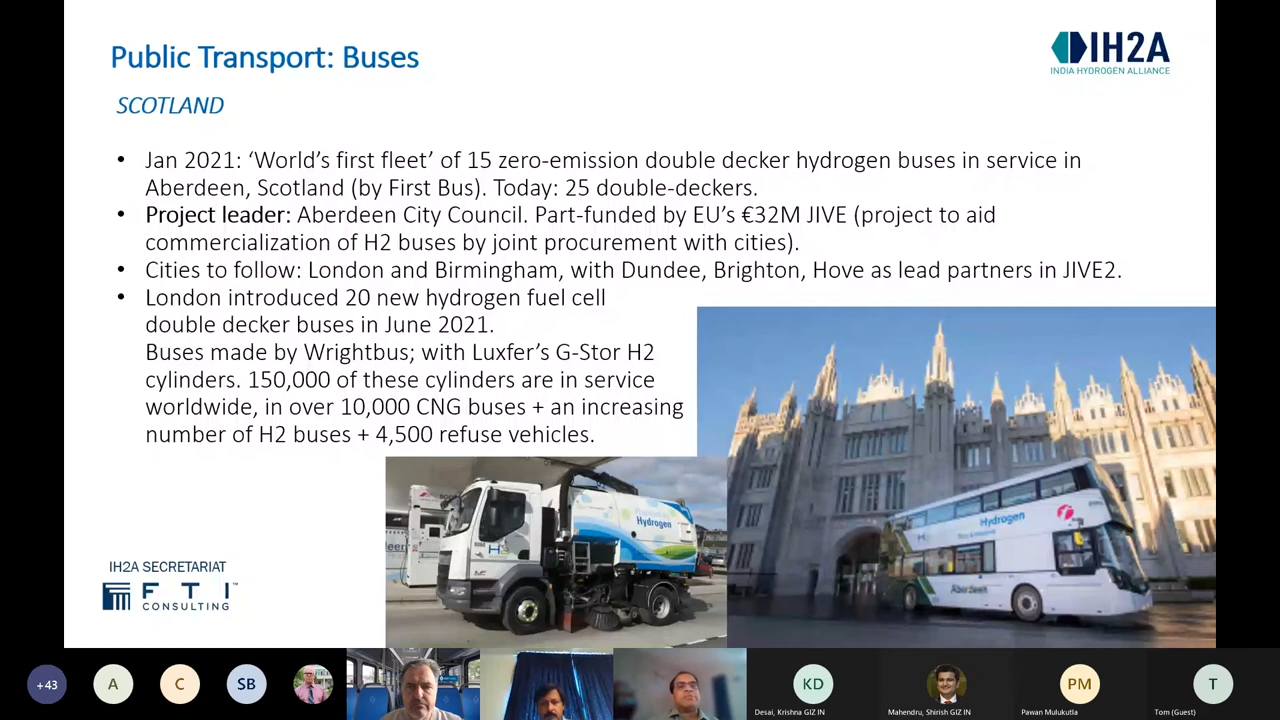 Public Transport: Buses
IH2A
INDIA HYDROGEN ALLIANCE
SCOTLAND
• Jan 2021: ‘World’s first fleet’ of 15 zero-emission double decker hydrogen buses in service in
Aberdeen, Scotland (by First Bus). Today: 25 double-deckers.
• Project leader: Aberdeen City Council. Part-funded by EU’s €32M JIVE (project to aid
commercialization of H2 buses by joint procurement with cities).
• Cities to follow: London and Birmingham, with Dundee, Brighton, Hove as lead partners in JIVE2.
• London introduced 20 new hydrogen fuel cell
double decker buses in June 2021.
Buses made by Wrightbus; with Luxfer’s G-Stor H2
cylinders. 150,000 of these cylinders are in service
worldwide, in over 10,000 CNG buses + an increasing
number of H2 buses + 4,500 refuse vehicles.
Hydrogen
Hydrogen
Aberdeen
IH2A SECRETARIAT
F T I ™
CONSULTING
+43
A
C
SB
KD
PM
T
Desai, Krishna GIZ IN
Mahendru, Shirish GIZ IN
Pawan Mulukutla
Tom (Guest)